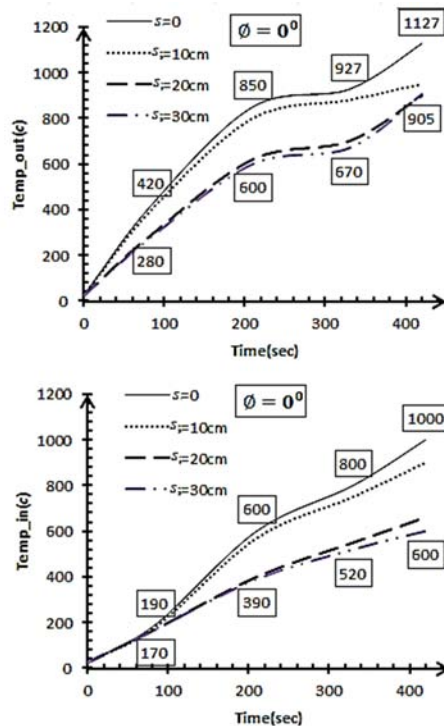 s=0
s,=10cm
s,=20cm
s,=30cm
Ø = 0⁰
1127
927
850
905
420
600
670
280
1200
1000
800
600
400
200
0
Temp_out(c)
0 100 200 300 400
Time(sec)
s=0
s,=10cm
s,=20cm
s,=30cm
Ø = 0⁰
1000
800
600
190
170
390
520
600
1200
1000
800
600
400
200
0
Temp_in(c)
0 100 200 300 400
Time(sec)